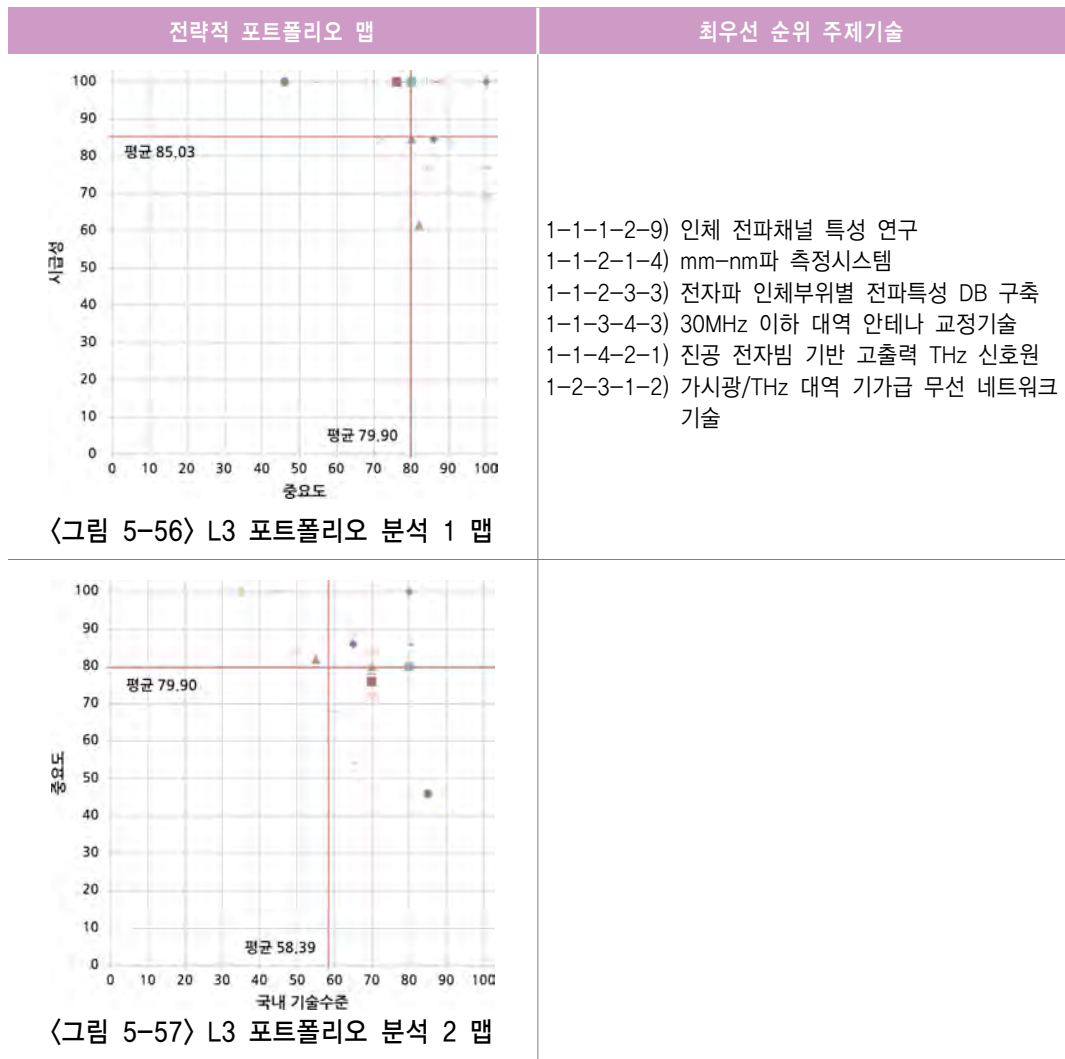 전략적 포트폴리오 맵
최우선 순위 주제기술
100
90
80
70
60
50
40
30
20
10
0
시급성
평균 85.03
평균 79.90
0 10 20 30 40 50 60 70 80 90 100
중요도
〈그림 5-56〉 L3 포트폴리오 분석 1 맵
1-1-1-2-9) 인체 전파채널 특성 연구
1-1-2-1-4) mm-nm파 측정시스템
1-1-2-3-3) 전자파 인체부위별 전파특성 DB 구축
1-1-3-4-3) 30MHz 이하 대역 안테나 교정기술
1-1-4-2-1) 진공 전자빔 기반 고출력 THz 신호원
1-2-3-1-2) 가시광/THz 대역 기가급 무선 네트워크
기술
100
90
80
70
60
50
40
30
20
10
0
중요도
평균 79.90
평균 58.39
0 10 20 30 40 50 60 70 80 90 100
국내 기술수준
〈그림 5-57〉 L3 포트폴리오 분석 2 맵